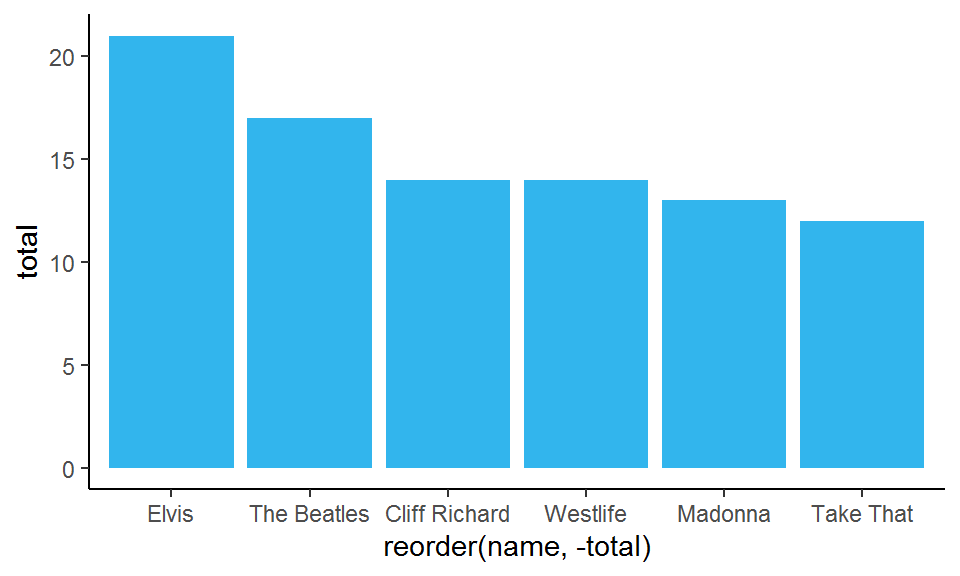 total
20
15
10
5
0
Elvis The Beatles Cliff Richard Westlife Madonna Take That
reorder(name, -total)